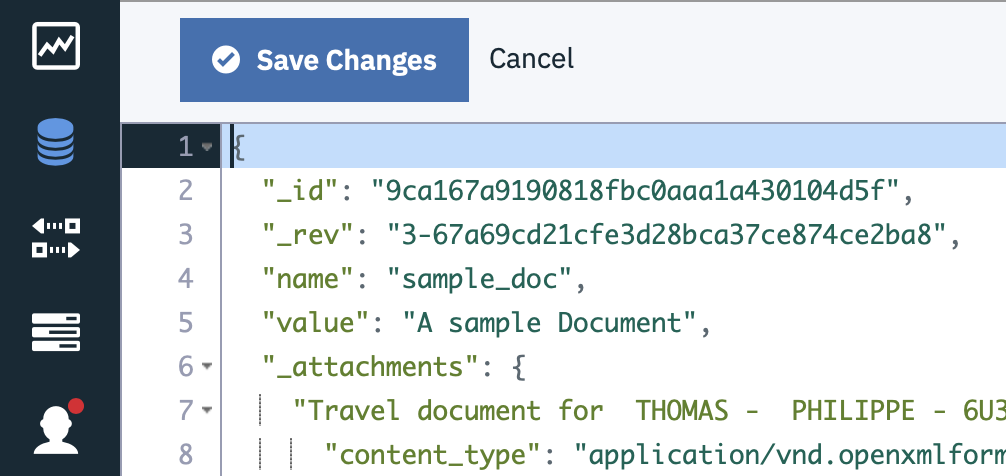 Save Changes Cancel
1 {
2 "_id": "9ca167a9190818fbc0aaa1a430104d5f",
3 "_rev": "3-67a69cd21cfe3d28bca37ce874ce2ba8",
4 "name": "sample_doc",
5 "value": "A sample Document",
6 "_attachments": {
7 "Travel document for  THOMAS -  PHILIPPE - 6U3
8 "content_type": "application/vnd.openxmlform